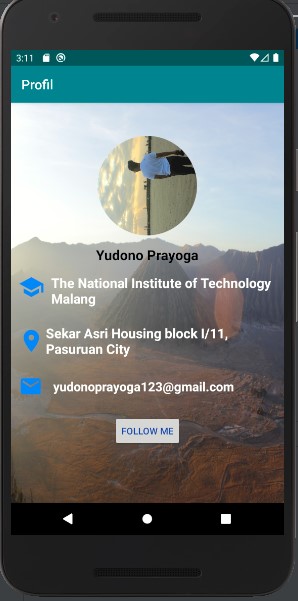 3:11
Profil
Yudono Prayoga
The National Institute of Technology
Malang
Sekar Asri Housing block I/11,
Pasuruan City
yudonoprayoga123@gmail.com
FOLLOW ME